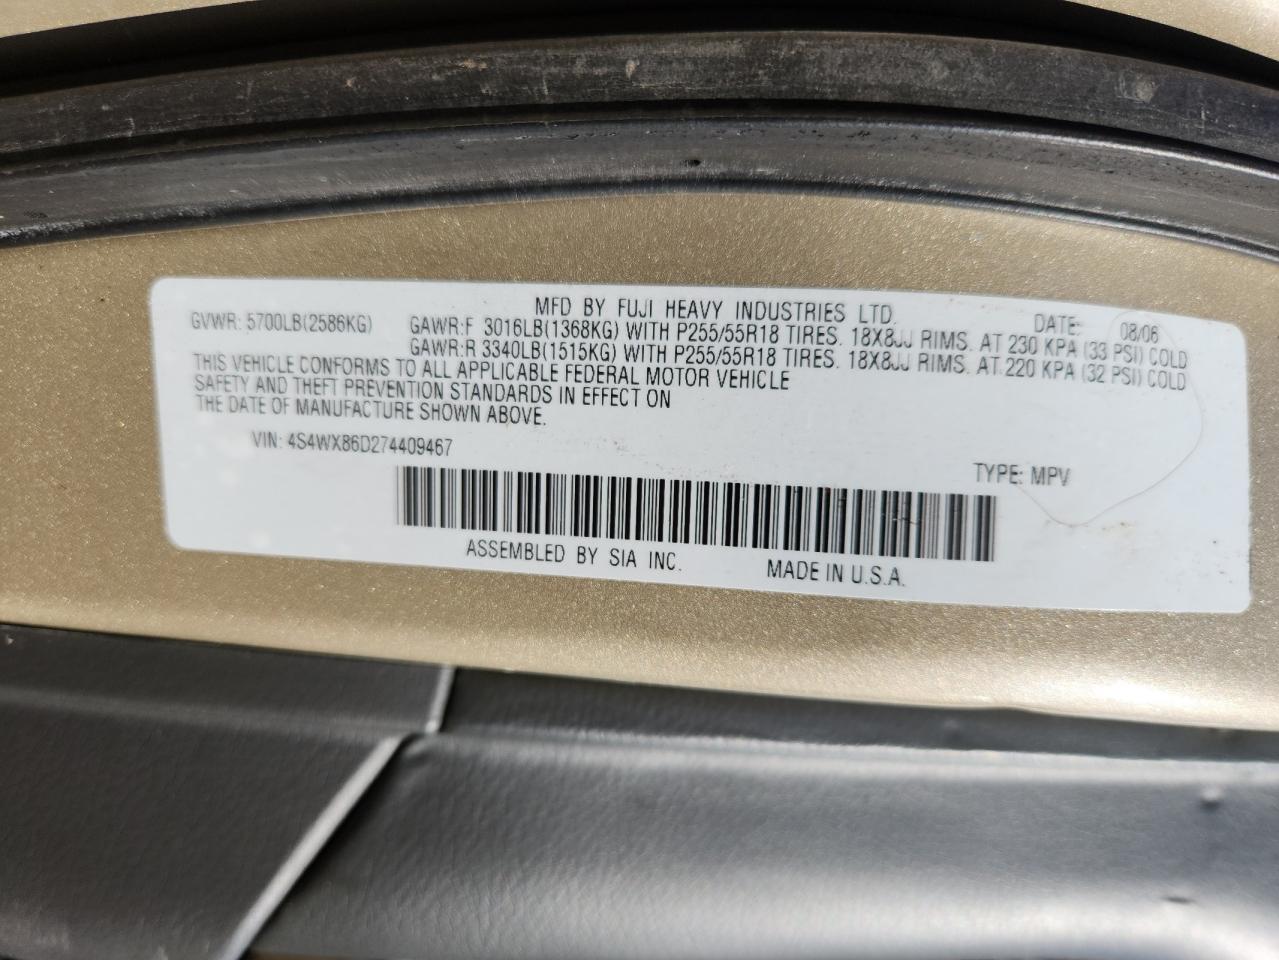 MFD BY FUJI HEAVY INDUSTRIES LTD. DATE: 08/06
GVWR: 5700LB(2586KG) GAWR:F 3016LB(1368KG) WITH P255/55R18 TIRES. 18X8JJ RIMS. AT 230 KPA (33 PSI) COLD
GAWR:R 3340LB(1515KG) WITH P255/55R18 TIRES. 18X8JJ RIMS. AT 220 KPA (32 PSI) COLD
THIS VEHICLE CONFORMS TO ALL APPLICABLE FEDERAL MOTOR VEHICLE
SAFETY AND THEFT PREVENTION STANDARDS IN EFFECT ON
THE DATE OF MANUFACTURE SHOWN ABOVE.
VIN: 4S4WX86D274409467
TYPE: MPV
ASSEMBLED BY SIA INC. MADE IN U.S.A.